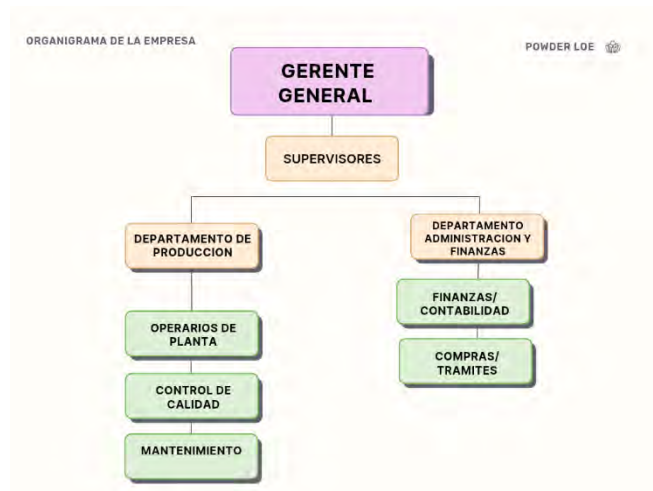 ORGANIGRAMA DE LA EMPRESA
POWDER LOE
GERENTE
GENERAL
SUPERVISORES
DEPARTAMENTO DE
PRODUCCION
DEPARTAMENTO
ADMINISTRACION Y
FINANZAS
OPERARIOS DE
PLANTA
CONTROL DE
CALIDAD
MANTENIMIENTO
FINANZAS/
CONTABILIDAD
COMPRAS/
TRAMITES